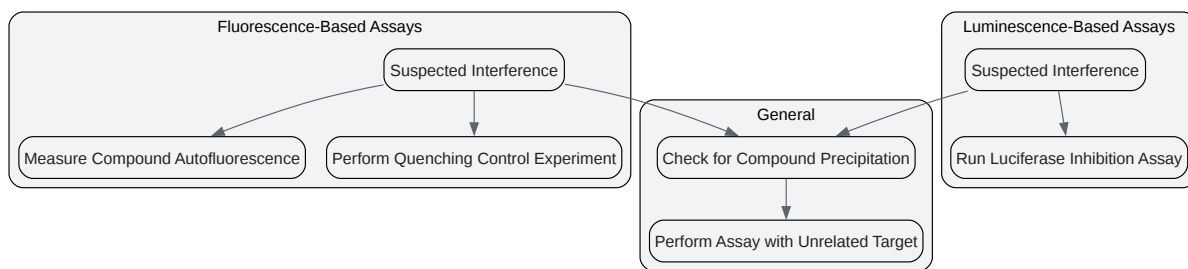 Fluorescence-Based Assays
Luminescence-Based Assays
Suspected Interference
Suspected Interference
General
Measure Compound Autofluorescence
Perform Quenching Control Experiment
Check for Compound Precipitation
Run Luciferase Inhibition Assay
Perform Assay with Unrelated Target